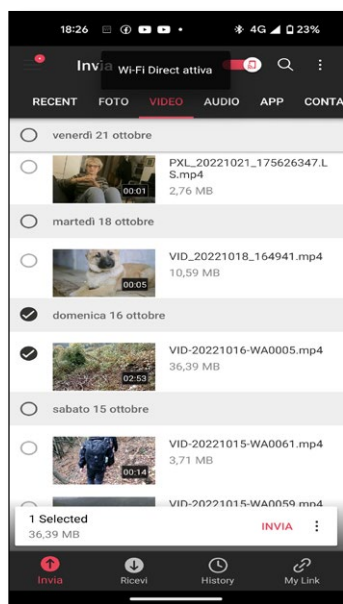 18:26 4G 23%
Invia
Wi-Fi Direct attiva
RECENT FOTO VIDEO AUDIO APP CONTA
venerdì 21 ottobre
PXL_20221021_175626347.L
S.mp4
00:01
2,76 MB
martedì 18 ottobre
VID_20221018_164941.mp4
10,59 MB
00:05
domenica 16 ottobre
VID-20221016-WA0005.mp4
36,39 MB
02:53
sabato 15 ottobre
VID-20221015-WA0061.mp4
3,71 MB
00:14
VID-20221015-WA0059.mp4
1 Selected
36,39 MB
INVIA
Invia Ricevi History My Link